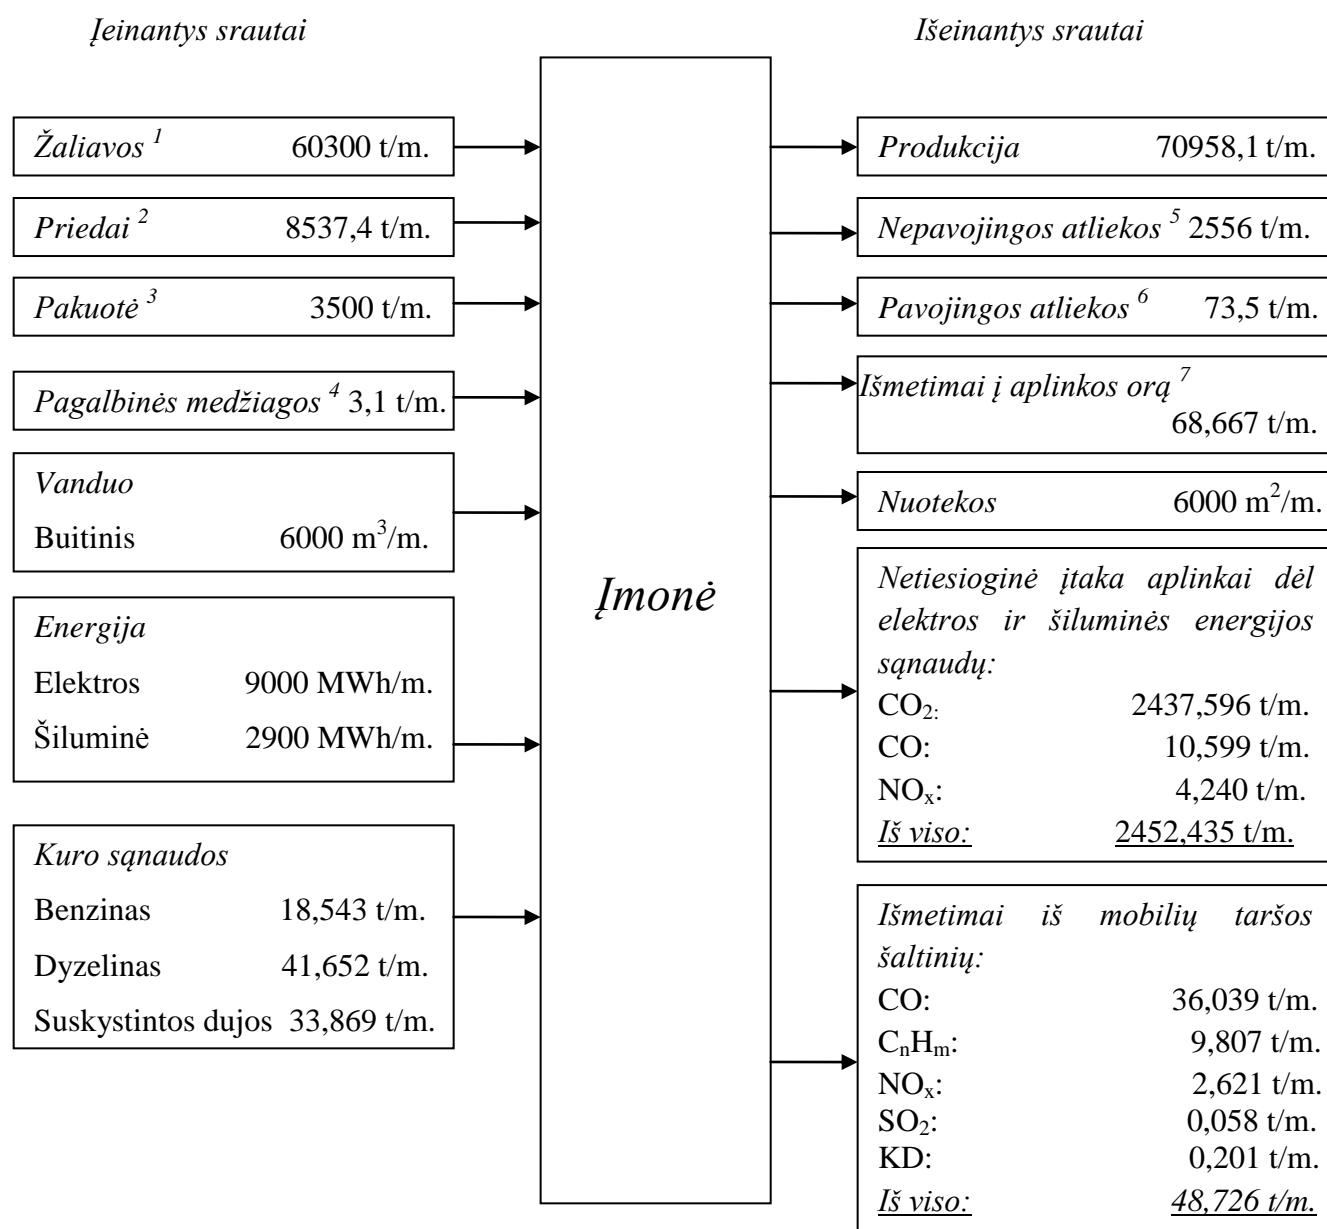 Įeinantys srautai
Išeinantys srautai
Žaliavos ¹ 60300 t/m.
Priedai ² 8537,4 t/m.
Pakuotė ³ 3500 t/m.
Pagalbinės medžiagos ⁴ 3,1 t/m.
Vanduo
Buitinis 6000 m³/m.
Energija
Elektros 9000 MWh/m.
Šiluminė 2900 MWh/m.
Kuro sąnaudos
Benzinas 18,543 t/m.
Dyzelinas 41,652 t/m.
Suskystintos dujos 33,869 t/m.
Įmonė
Produkcija 70958,1 t/m.
Nepavojingos atliekos ⁵ 2556 t/m.
Pavojingos atliekos ⁶ 73,5 t/m.
Išmetimai į aplinkos orą ⁷
68,667 t/m.
Nuotekos 6000 m²/m.
Netiesioginė įtaka aplinkai dėl
elektros ir šiluminės energijos
sąnaudų:
CO₂: 2437,596 t/m.
CO: 10,599 t/m.
NOₓ: 4,240 t/m.
Iš viso: 2452,435 t/m.
Išmetimai iš mobilių taršos
šaltinių:
CO: 36,039 t/m.
CₙHₘ: 9,807 t/m.
NOₓ: 2,621 t/m.
SO₂: 0,058 t/m.
KD: 0,201 t/m.
Iš viso: 48,726 t/m.